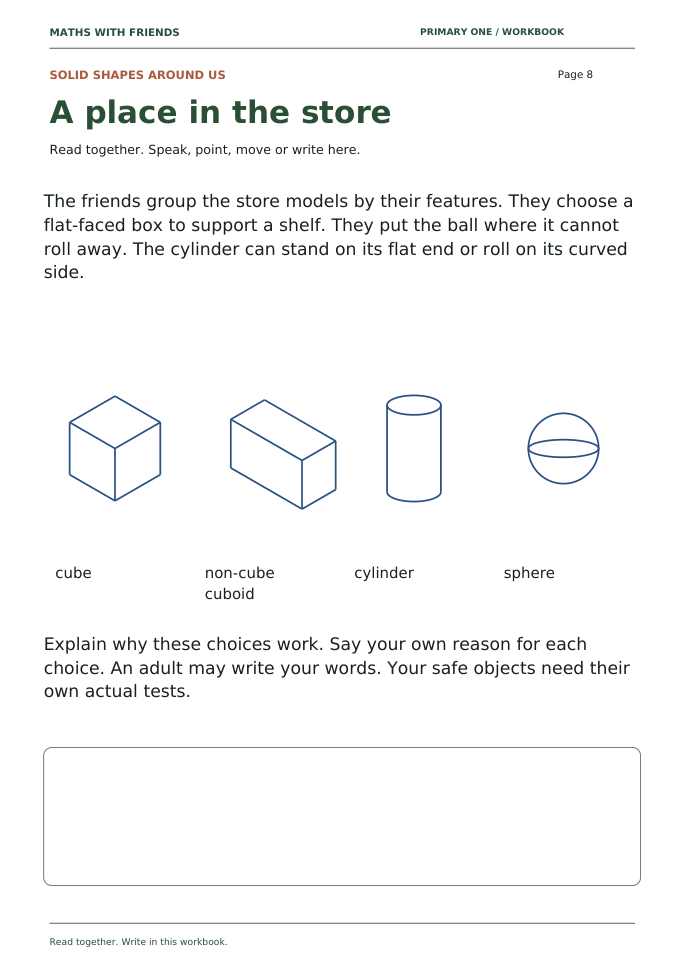 MATHS WITH FRIENDS
PRIMARY ONE / WORKBOOK
SOLID SHAPES AROUND US
Page 8
A place in the store
Read together. Speak, point, move or write here.
The friends group the store models by their features. They choose a
flat-faced box to support a shelf. They put the ball where it cannot
roll away. The cylinder can stand on its flat end or roll on its curved
side.
cube
non-cube
cuboid
cylinder
sphere
Explain why these choices work. Say your own reason for each
choice. An adult may write your words. Your safe objects need their
own actual tests.
Read together. Write in this workbook.